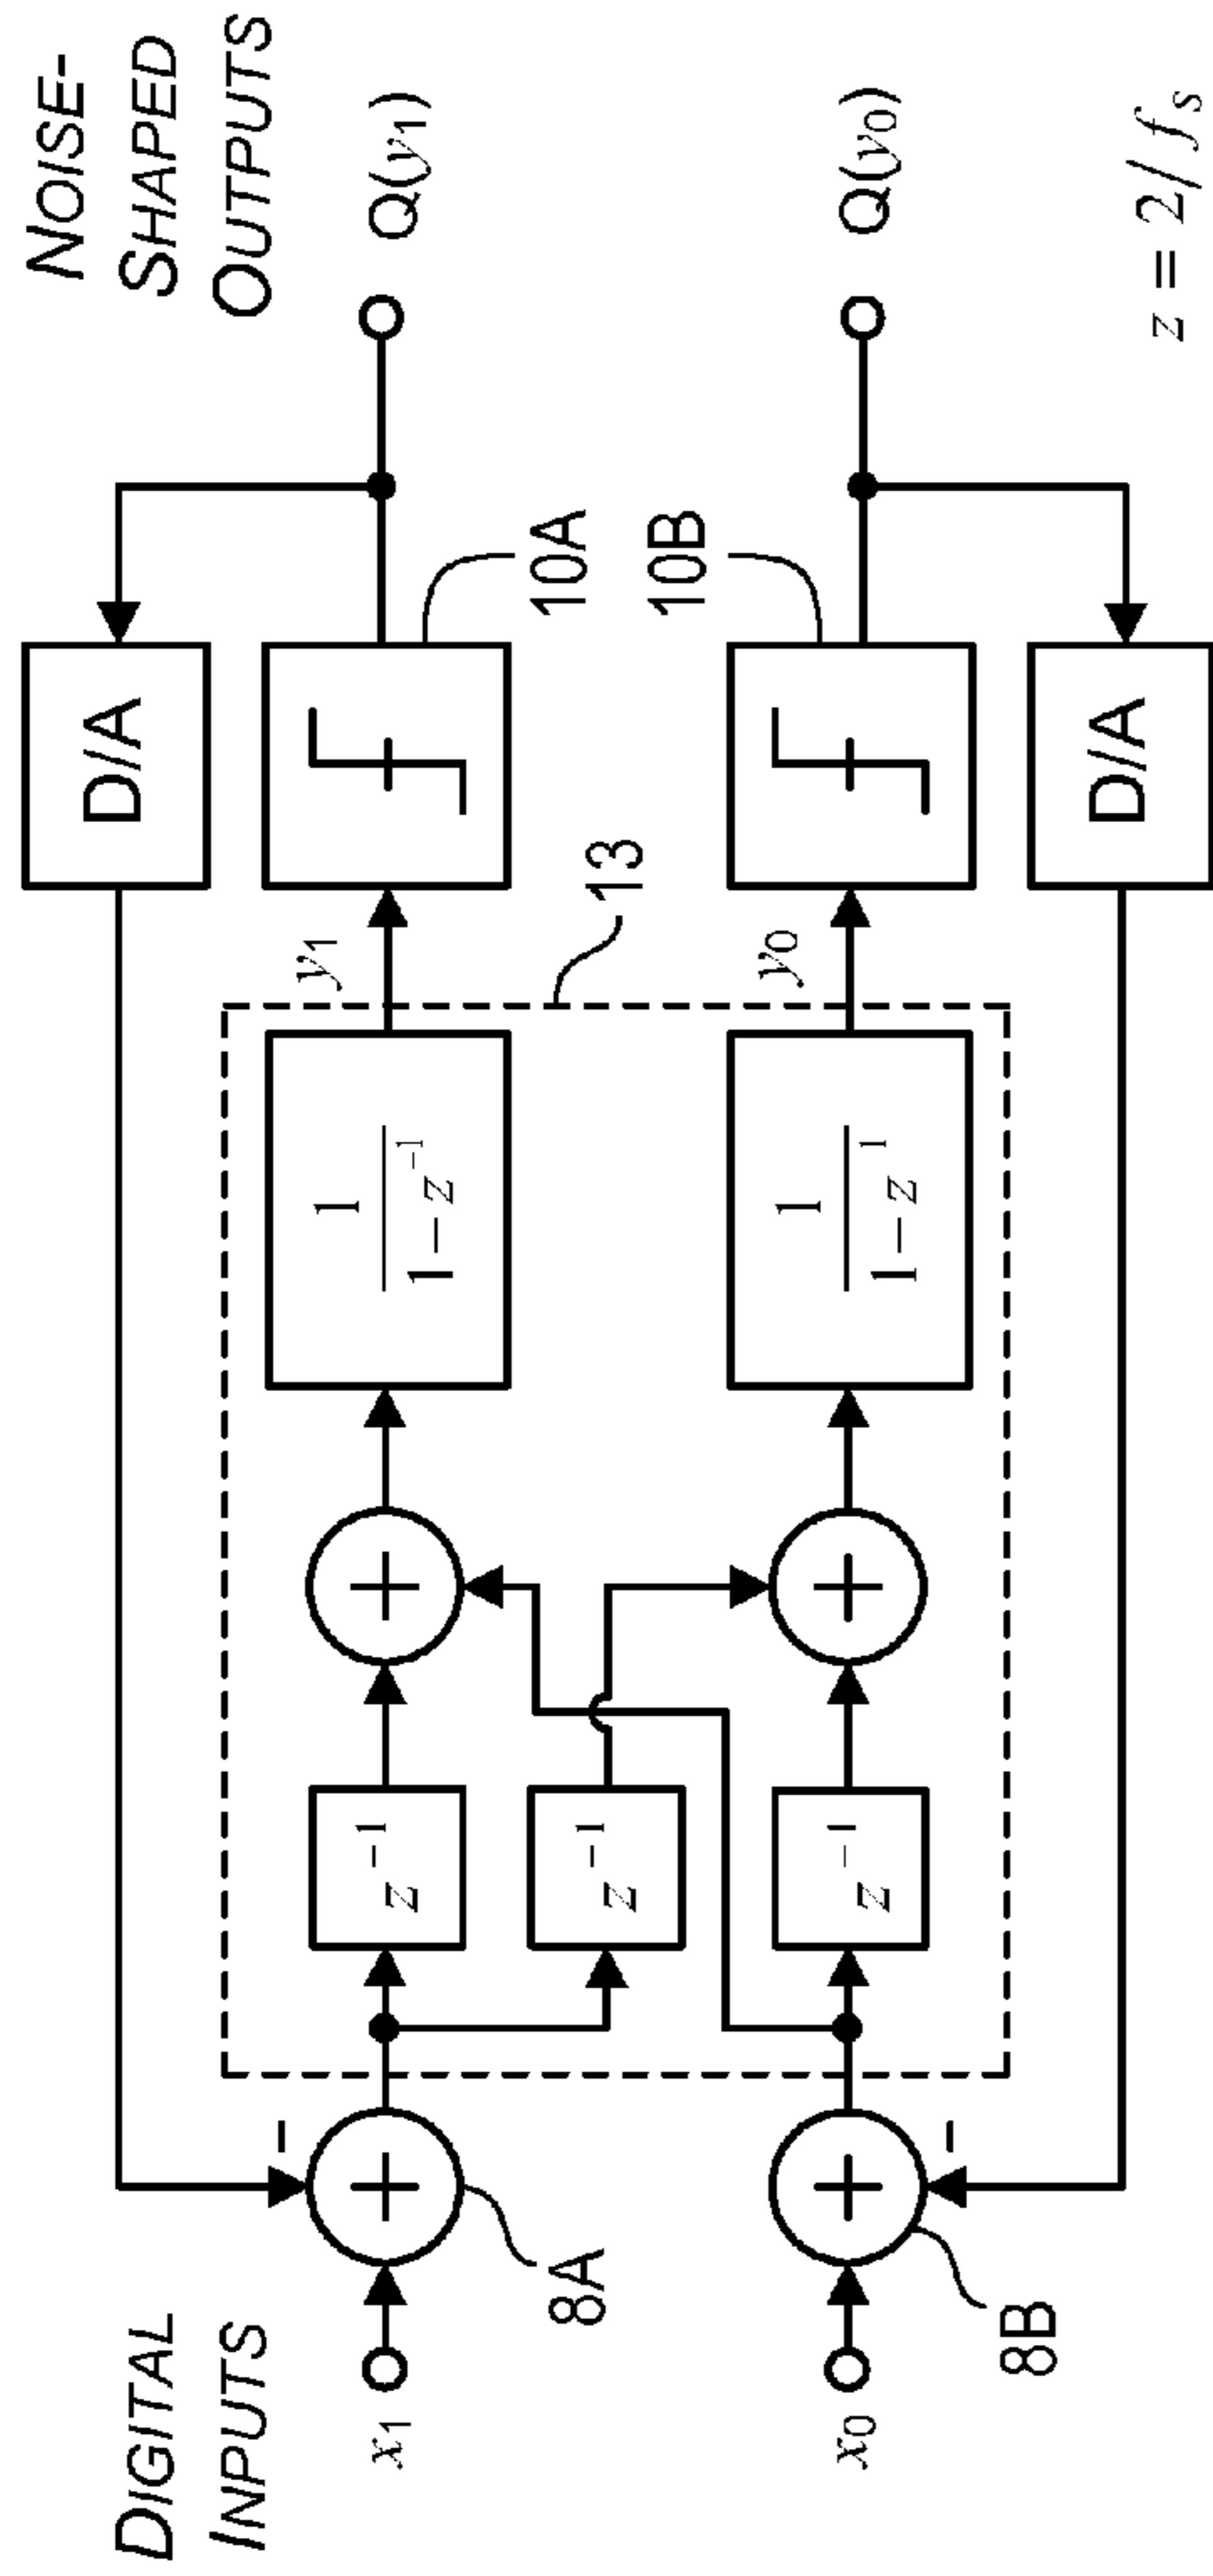 DIGITAL
INPUTS
NOISE-
SHAPED
OUTPUTS
D/A
x1
8A
z⁻¹
1
1 − z⁻¹
y1
10A
Q(y1)
z⁻¹
13
10B
x0
8B
z⁻¹
1
1 − z ¹
y0
Q(y0)
D/A
z = 2/fs
-
-